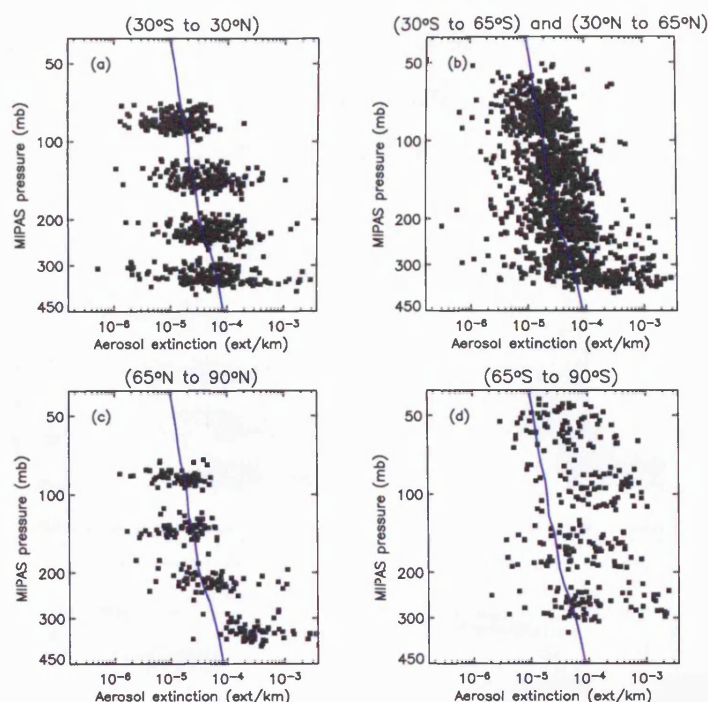 (30°S to 30°N)
(a)
50
100
200
300
450
MIPAS pressure (mb)
10⁻⁶ 10⁻⁵ 10⁻⁴ 10⁻³
Aerosol extinction (ext/km)
(30°S to 65°S) and (30°N to 65°N)
(b)
50
100
200
300
450
MIPAS pressure (mb)
10⁻⁶ 10⁻⁵ 10⁻⁴ 10⁻³
Aerosol extinction (ext/km)
(65°N to 90°N)
(c)
50
100
200
300
450
MIPAS pressure (mb)
10⁻⁶ 10⁻⁵ 10⁻⁴ 10⁻³
Aerosol extinction (ext/km)
(65°S to 90°S)
(d)
50
100
200
300
450
MIPAS pressure (mb)
10⁻⁶ 10⁻⁵ 10⁻⁴ 10⁻³
Aerosol extinction (ext/km)